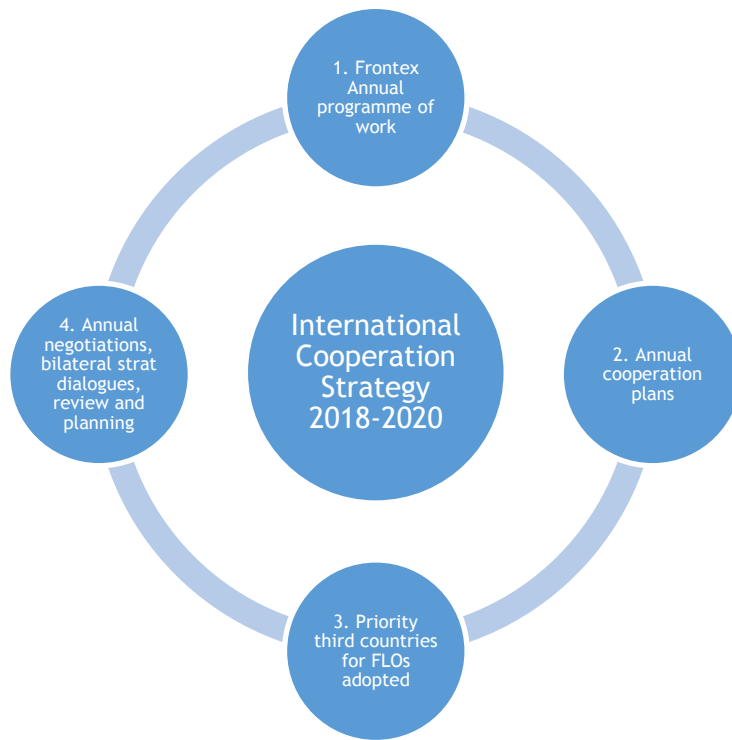 1. Frontex
Annual
programme of
work
4. Annual
negotiations,
bilateral strat
dialogues,
review and
planning
International
Cooperation
Strategy
2018-2020
2. Annual
cooperation
plans
3. Priority
third countries
for FLOs
adopted